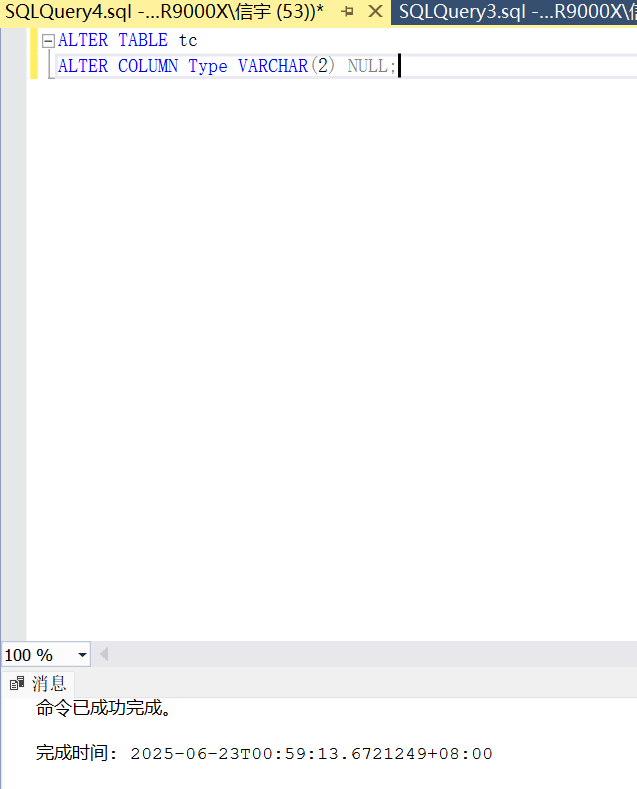 SQLQuery4.sql -...R9000X\信宇 (53))* SQLQuery3.sql -...R9000X\信
ALTER TABLE tc
ALTER COLUMN Type VARCHAR(2) NULL;
100 %
消息
命令已成功完成。
完成时间: 2025-06-23T00:59:13.6721249+08:00